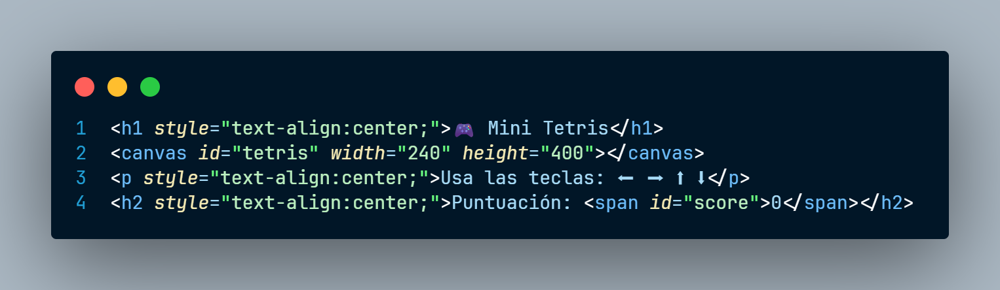 1 <h1 style="text-align:center;">🎮 Mini Tetris</h1>
2 <canvas id="tetris" width="240" height="400"></canvas>
3 <p style="text-align:center;">Usa las teclas: ⬅ ➡ ⬆ ⬇</p>
4 <h2 style="text-align:center;">Puntuación: <span id="score">0</span></h2>